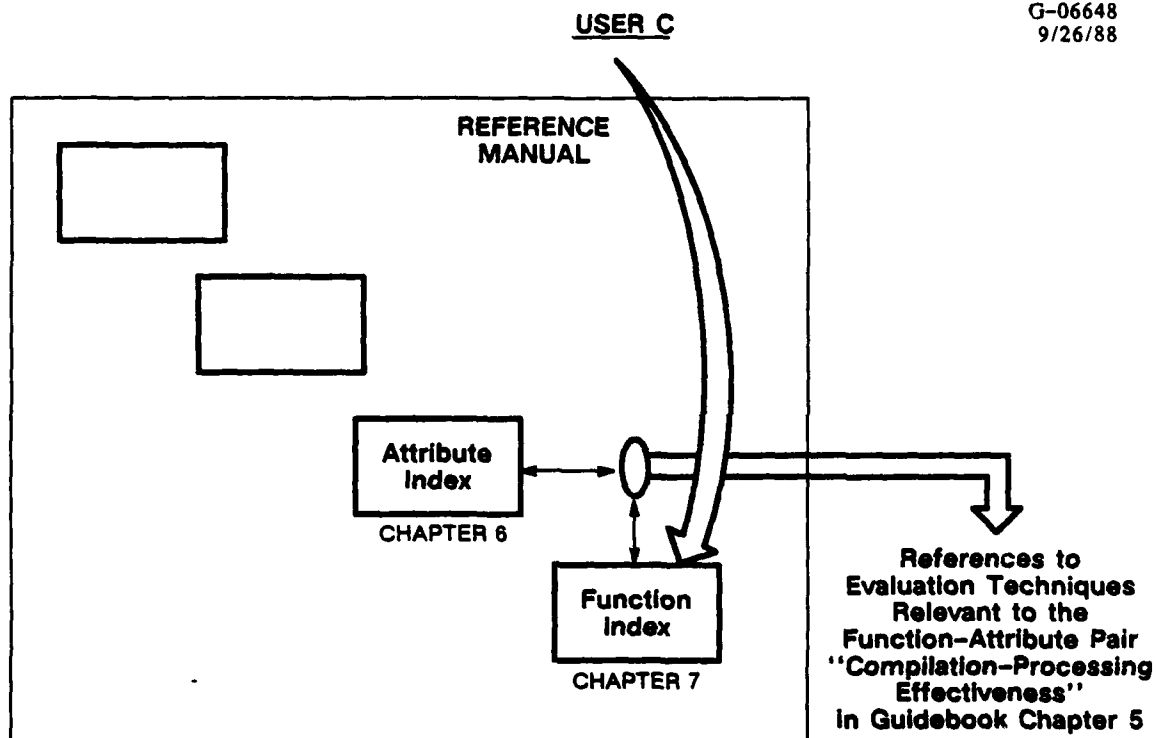 G-06648
9/26/88
USER C
REFERENCE
MANUAL
Attribute
Index
CHAPTER 6
Function
Index
CHAPTER 7
References to
Evaluation Techniques
Relevant to the
Function-Attribute Pair
"Compilation-Processing
Effectiveness"
in Guidebook Chapter 5